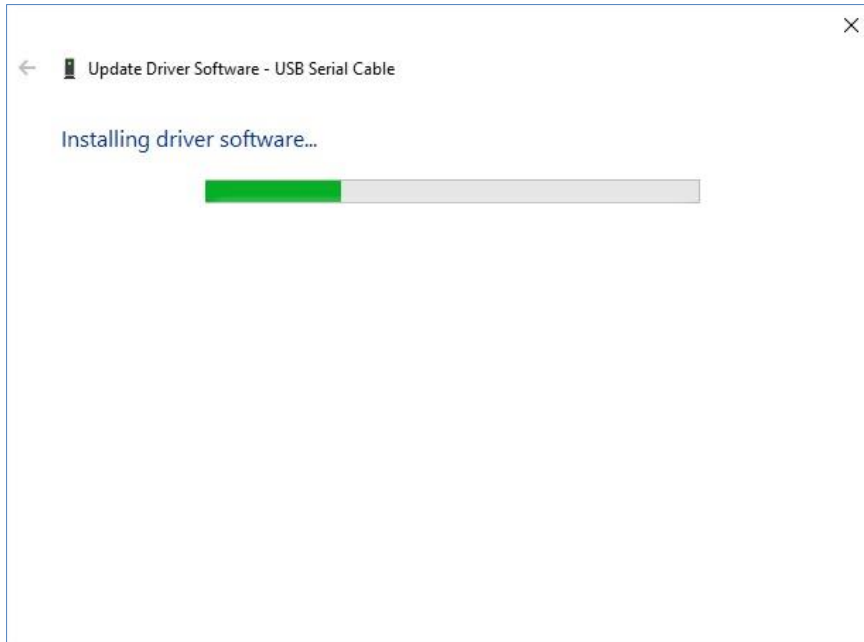 Update Driver Software - USB Serial Cable
Installing driver software...